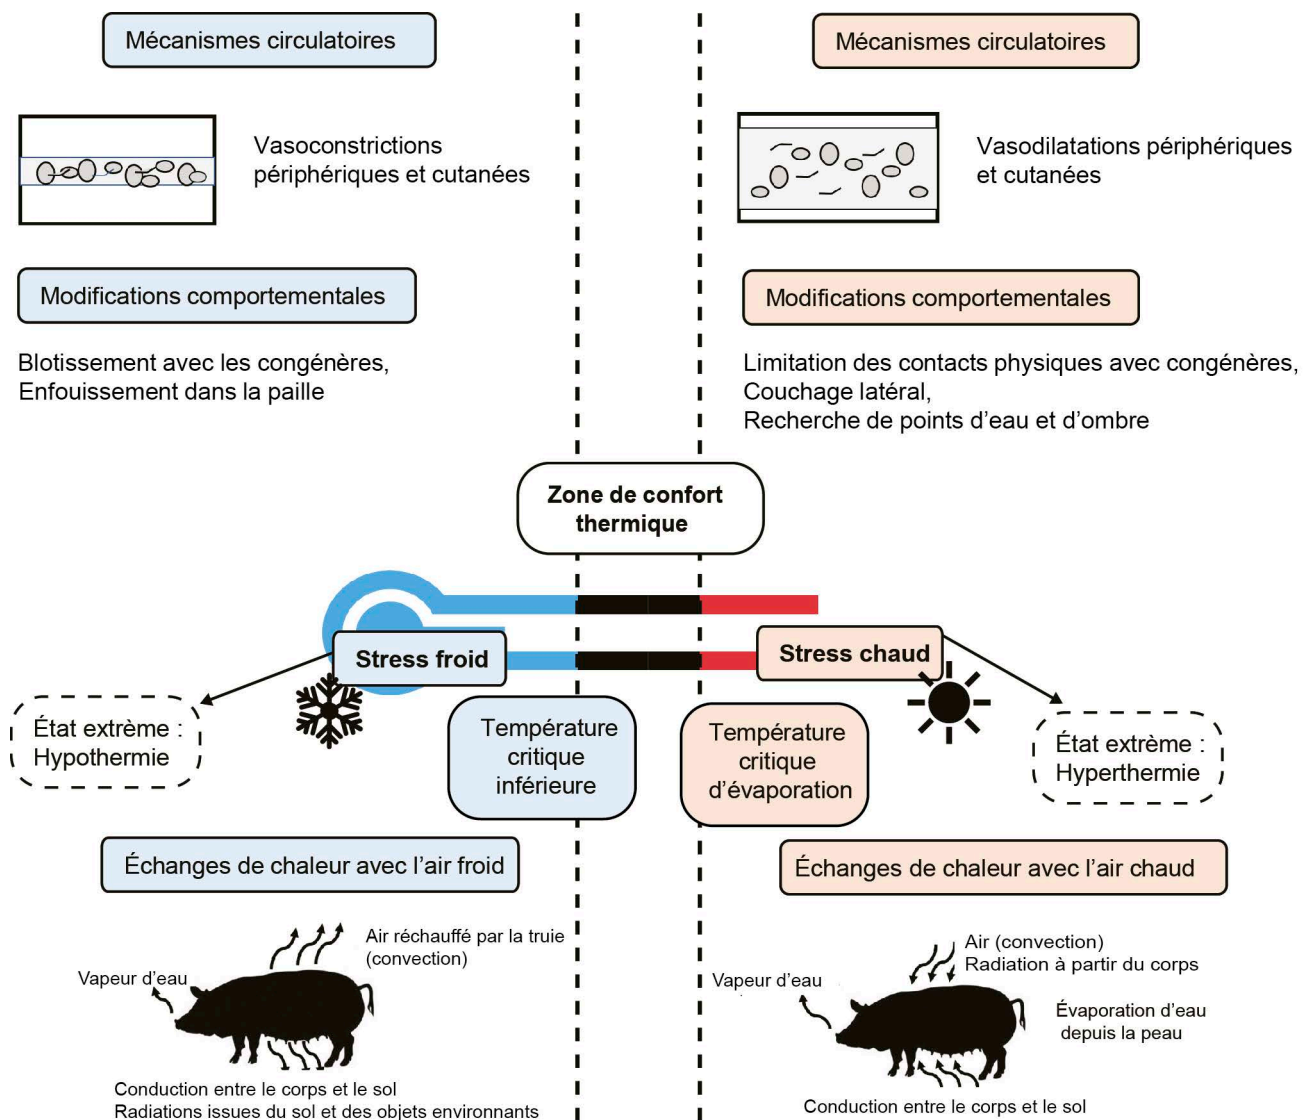 Mécanismes circulatoires
Vasoconstrictions
périphériques et cutanées
Modifications comportementales
Blotissement avec les congénères,
Enfouissement dans la paille
Mécanismes circulatoires
Vasodilatations périphériques
et cutanées
Modifications comportementales
Limitation des contacts physiques avec congénères,
Couchage latéral,
Recherche de points d'eau et d'ombre
Zone de confort
thermique
Stress froid
Stress chaud
État extrême :
Hypothermie
Température
critique
inférieure
Température
critique
d'évaporation
État extrême :
Hyperthermie
Échanges de chaleur avec l'air froid
Air réchauffé par la truie
(convection)
Vapeur d'eau
Conduction entre le corps et le sol
Radiations issues du sol et des objets environnants
Échanges de chaleur avec l'air chaud
Air (convection)
Radiation à partir du corps
Vapeur d'eau
Évaporation d'eau
depuis la peau
Conduction entre le corps et le sol